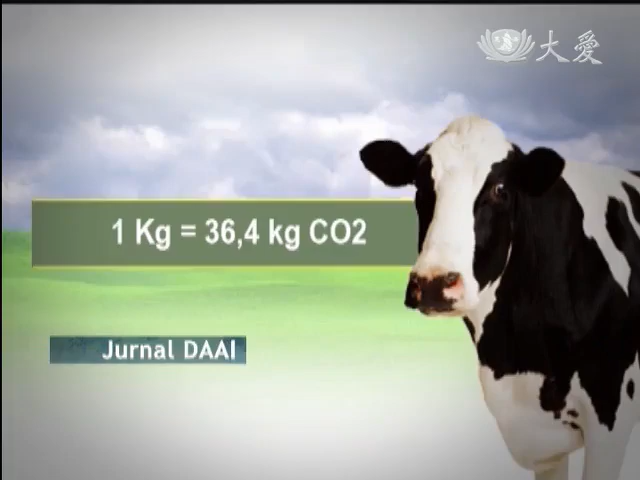 大愛
1 Kg = 36,4 kg CO2
Jurnal DAAI